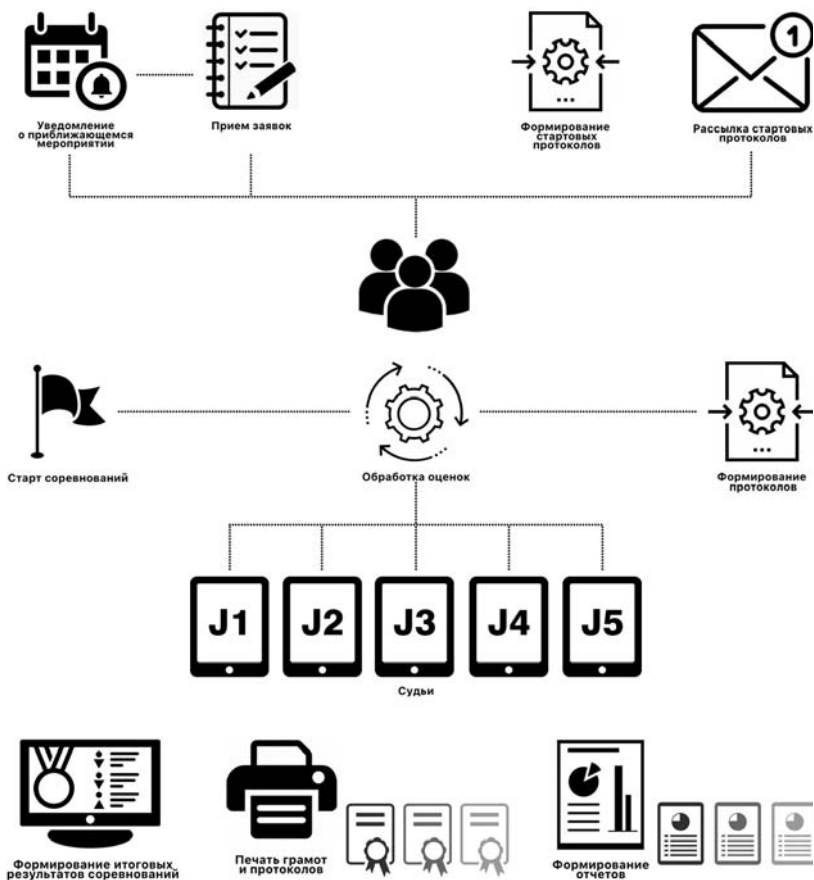 1
Уведомление
о приближающемся
мероприятии
Прием заявок
Формирование
стартовых
протоколов
Рассылка стартовых
протоколов
Старт соревнований
Обработка оценок
Формирование
протоколов
J1 J2 J3 J4 J5
Судьи
Формирование итоговых
результатов соревнований
Печать грамот
и протоколов
Формирование
отчетов